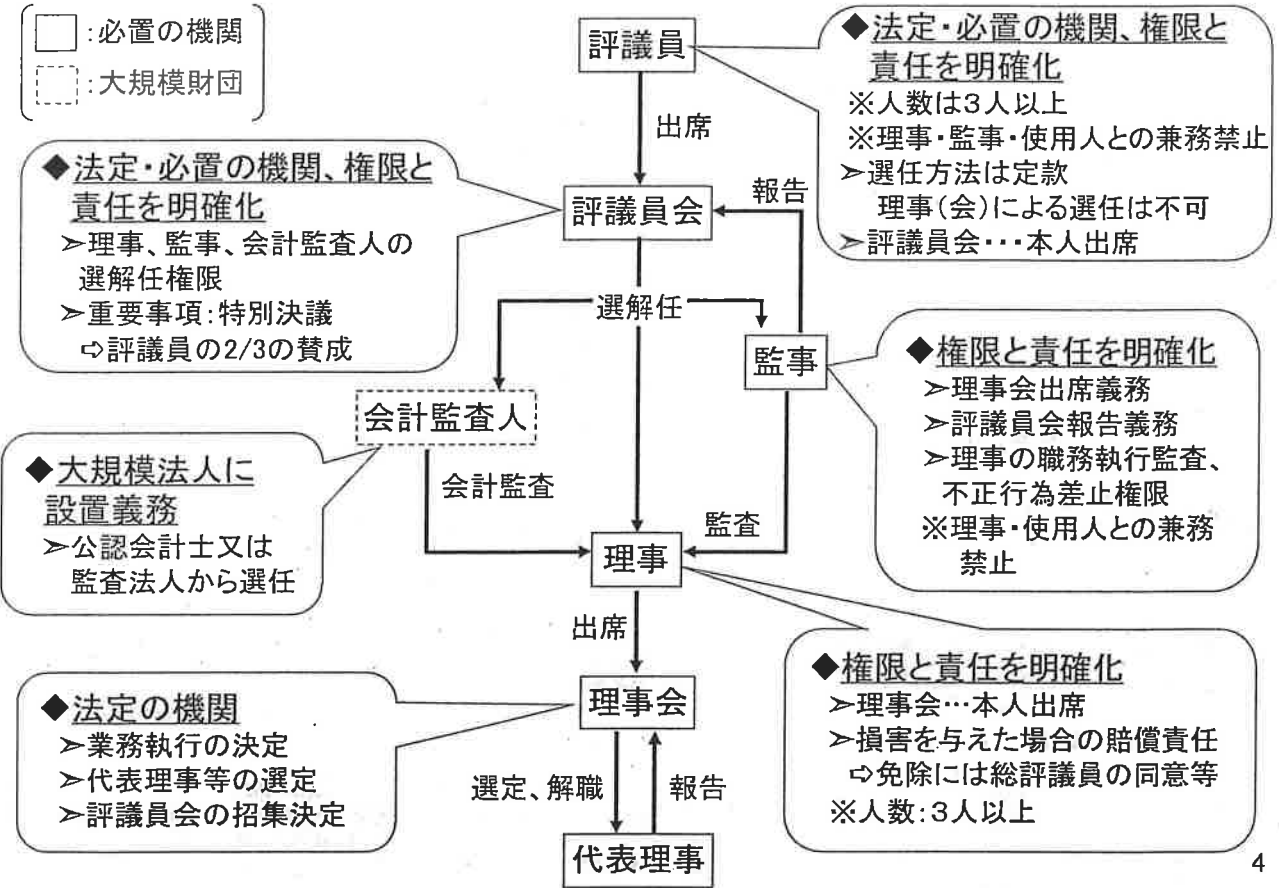 :必置の機関
:大規模財団
評議員
出席
◆法定・必置の機関、権限と
責任を明確化
※人数は3人以上
※理事・監事・使用人との兼務禁止
➢選任方法は定款
理事(会)による選任は不可
➢評議員会・・・本人出席
◆法定・必置の機関、権限と
責任を明確化
➢理事、監事、会計監査人の
選解任権限
➢重要事項:特別決議
⇨評議員の2/3の賛成
評議員会
報告
選解任
監事
◆権限と責任を明確化
➢理事会出席義務
➢評議員会報告義務
➢理事の職務執行監査、
不正行為差止権限
※理事・使用人との兼務
禁止
会計監査人
◆大規模法人に
設置義務
➢公認会計士又は
監査法人から選任
会計監査
監査
理事
出席
◆権限と責任を明確化
➢理事会…本人出席
➢損害を与えた場合の賠償責任
⇨免除には総評議員の同意等
※人数:3人以上
◆法定の機関
➢業務執行の決定
➢代表理事等の選定
➢評議員会の招集決定
理事会
選定、解職
報告
代表理事
4